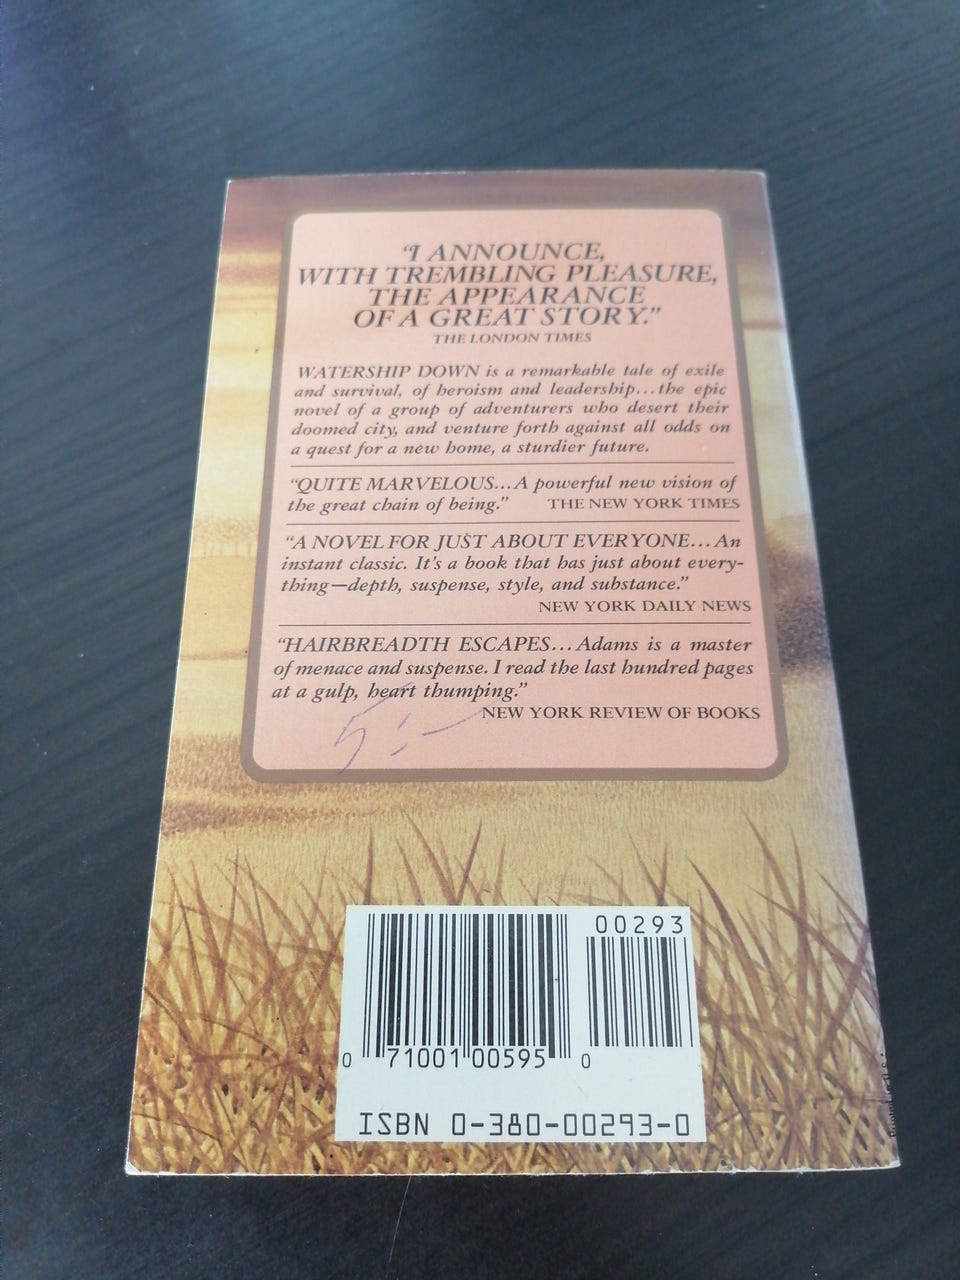 "I ANNOUNCE,
WITH TREMBLING PLEASURE,
THE APPEARANCE
OF A GREAT STORY."
THE LONDON TIMES
WATERSHIP DOWN is a remarkable tale of exile
and survival, of heroism and leadership...the epic
novel of a group of adventurers who desert their
doomed city, and venture forth against all odds on
a quest for a new home, a sturdier future.
"QUITE MARVELOUS...A powerful new vision of
the great chain of being." THE NEW YORK TIMES
"A NOVEL FOR JUST ABOUT EVERYONE...An
instant classic. It's a book that has just about every-
thing—depth, suspense, style, and substance."
NEW YORK DAILY NEWS
"HAIRBREADTH ESCAPES...Adams is a master
of menace and suspense. I read the last hundred pages
at a gulp, heart thumping."
NEW YORK REVIEW OF BOOKS
5:-
00293
0 71001 00595 0
ISBN 0-380-00293-0